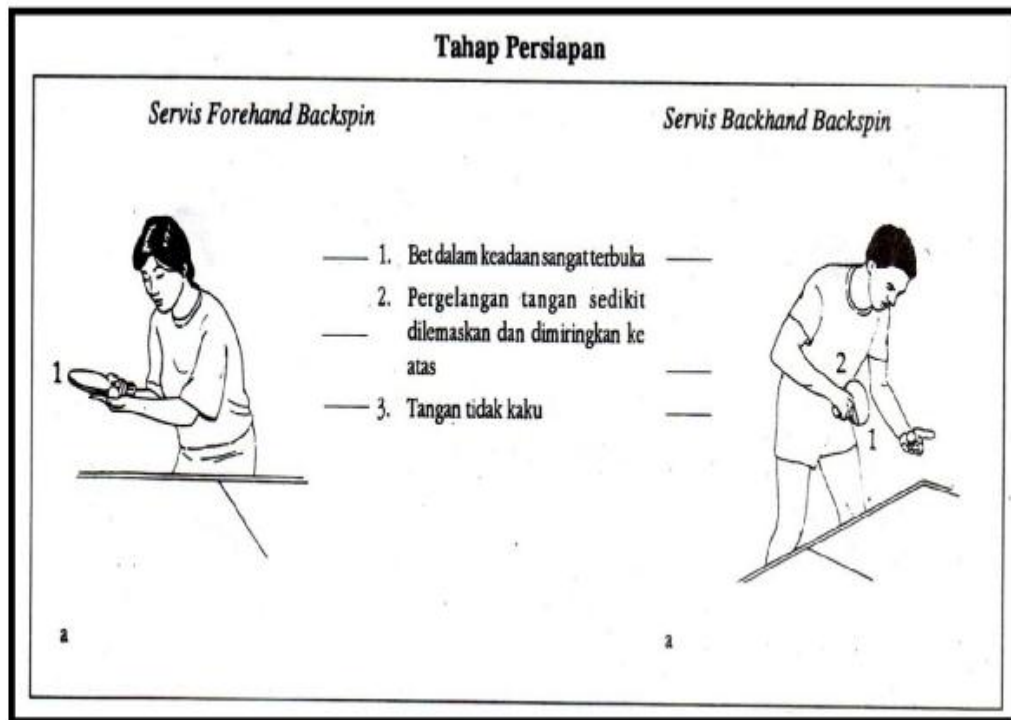 Tahap Persiapan
Servis Forehand Backspin
Servis Backhand Backspin
1. Bet dalam keadaan sangat terbuka
2. Pergelangan tangan sedikit
dilemaskan dan dimiringkan ke
atas
3. Tangan tidak kaku
1
2
1
a
a